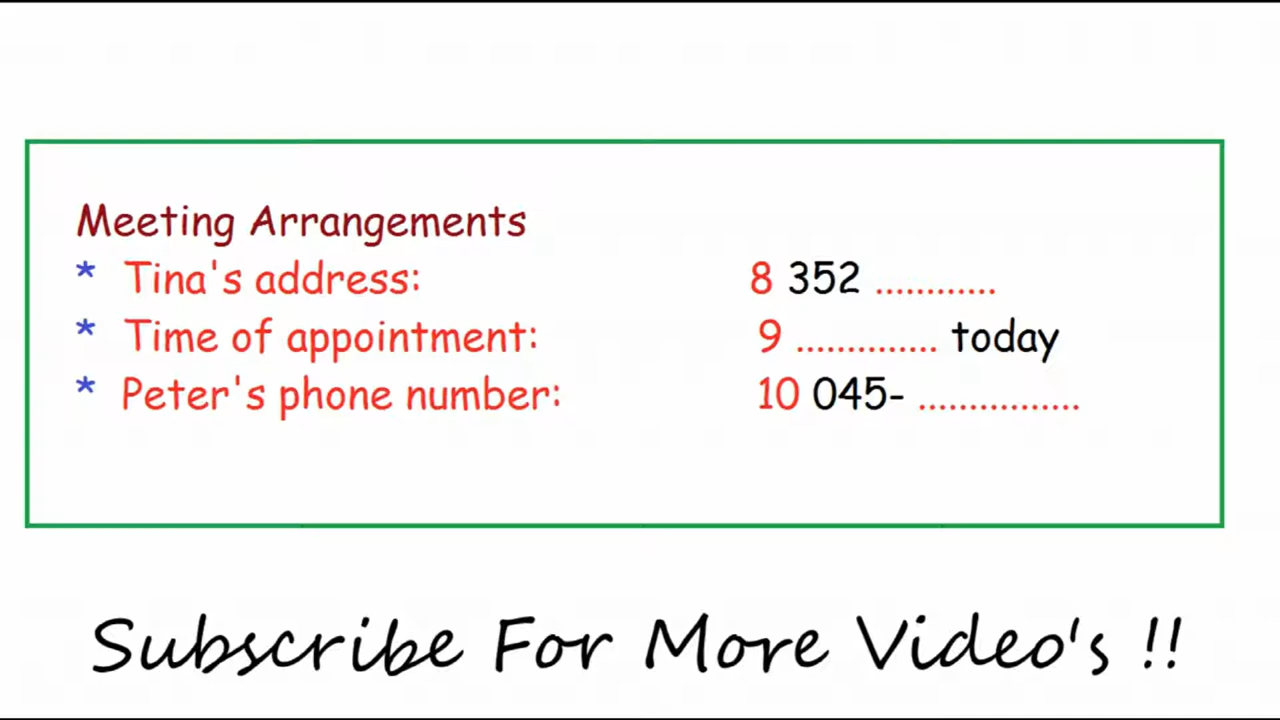 Meeting Arrangements
* Tina's address: 8 352 ............
* Time of appointment: 9 .............. today
* Peter's phone number: 10 045- ................
Subscribe For More Video's !!